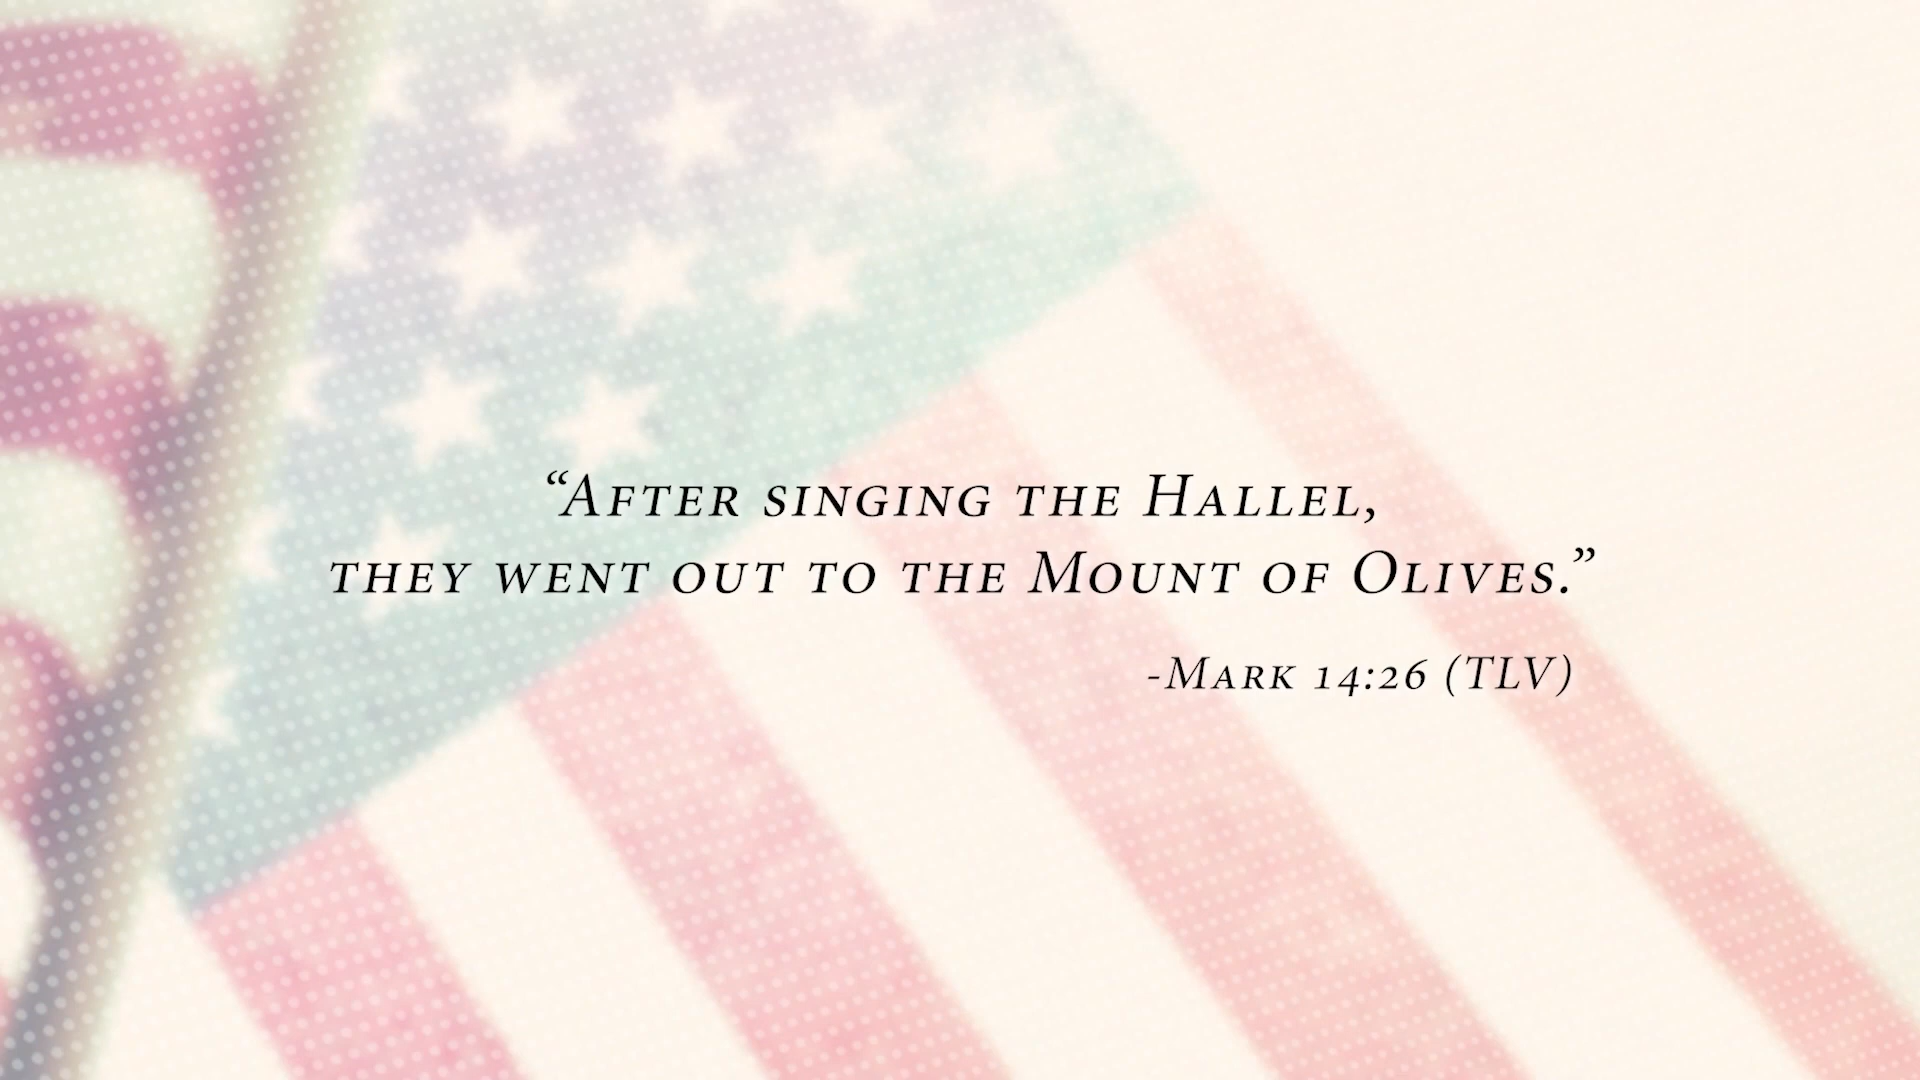 “After singing the Hallel,
they went out to the Mount of Olives.”
-Mark 14:26 (TLV)